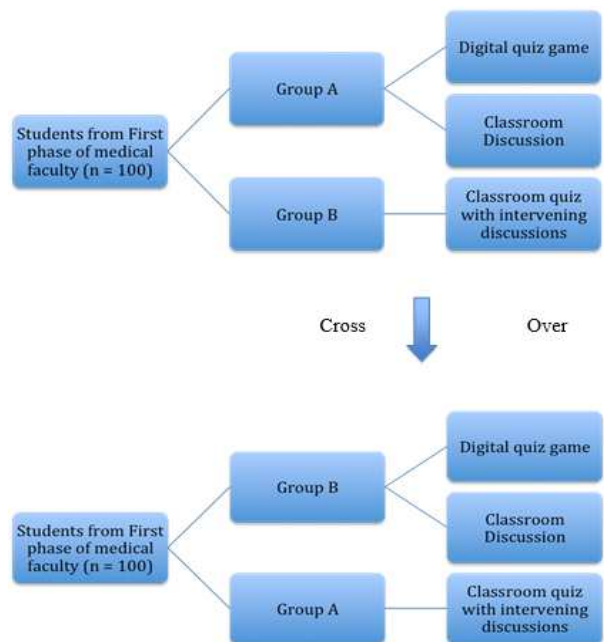 Digital quiz game
Group A
Students from First
phase of medical
faculty (n = 100)
Classroom
Discussion
Group B
Classroom quiz
with intervening
discussions
Cross Over
Digital quiz game
Group B
Students from First
phase of medical
faculty (n = 100)
Classroom
Discussion
Group A
Classroom quiz
with intervening
discussions